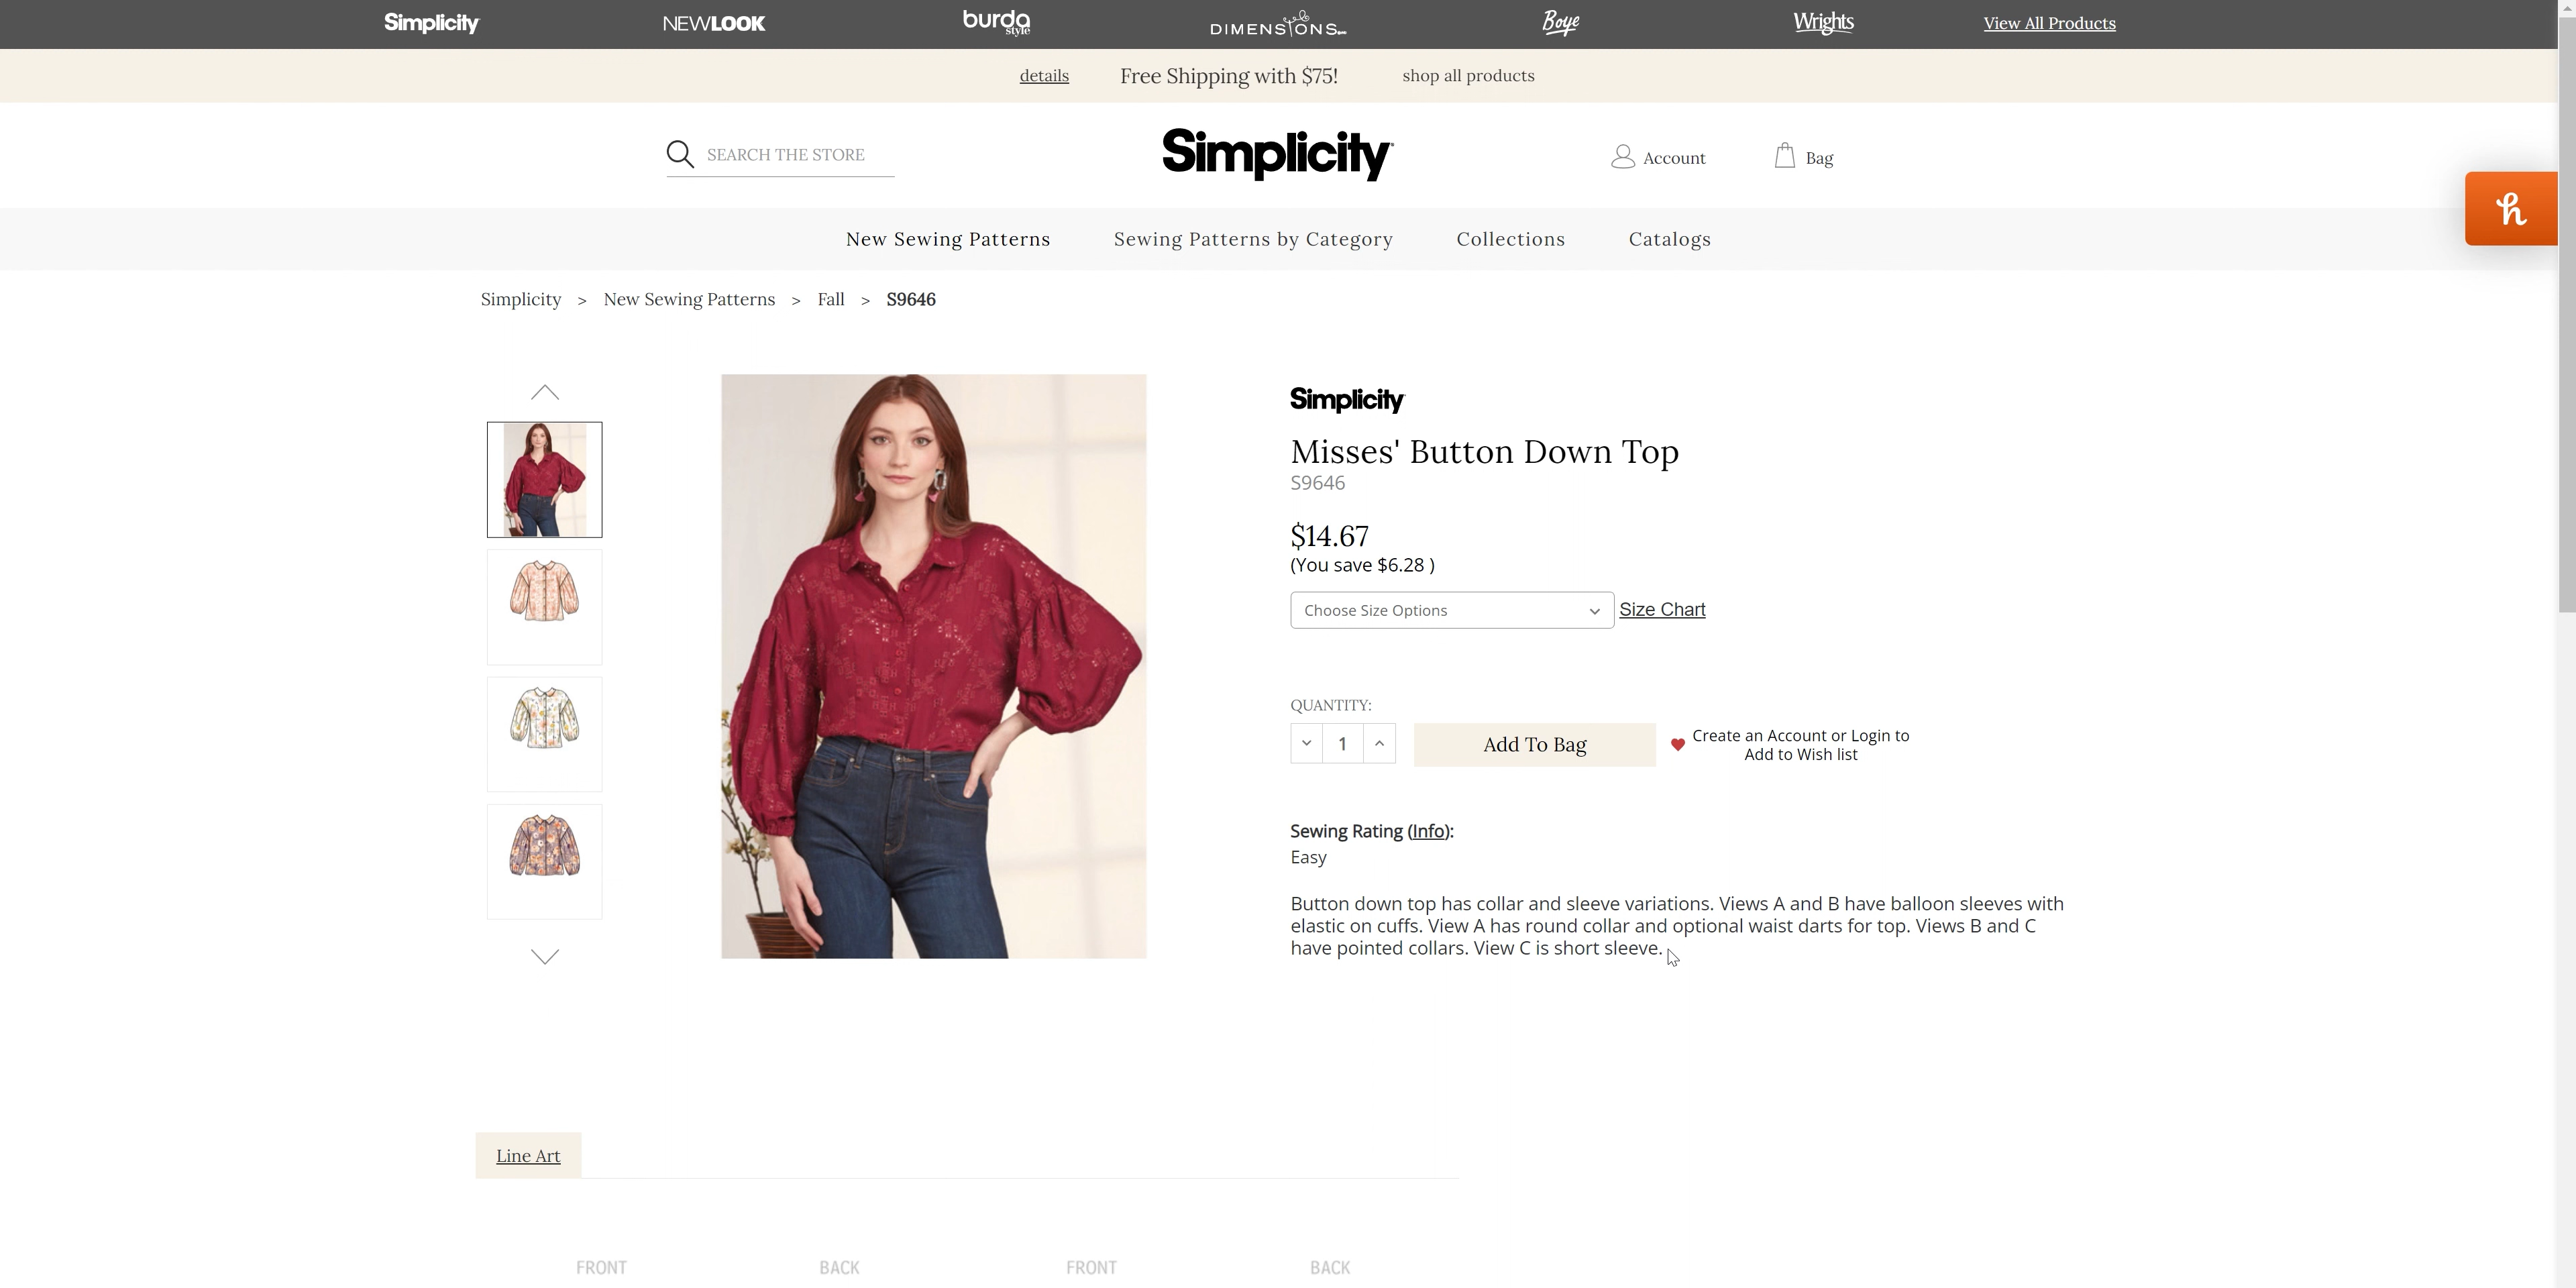 Simplicity
NEWLOOK
burda
style
DIMENSIONS
Boye
Wrights
View All Products
details
Free Shipping with $75!
shop all products
SEARCH THE STORE
Simplicity
Account
Bag
New Sewing Patterns
Sewing Patterns by Category
Collections
Catalogs
Simplicity > New Sewing Patterns > Fall > S9646
Simplicity
Misses' Button Down Top
S9646
$14.67
(You save $6.28 )
Choose Size Options
Size Chart
QUANTITY:
1
Add To Bag
Create an Account or Login to
Add to Wish list
Sewing Rating (Info):
Easy
Button down top has collar and sleeve variations. Views A and B have balloon sleeves with
elastic on cuffs. View A has round collar and optional waist darts for top. Views B and C
have pointed collars. View C is short sleeve.
Line Art
FRONT
BACK
FRONT
BACK